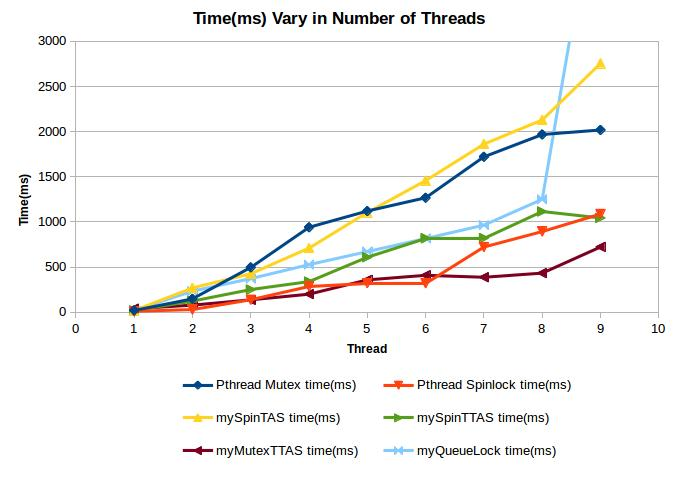 Time(ms) Vary in Number of Threads
3000
2500
2000
1500
1000
500
0
Time(ms)
0 1 2 3 4 5 6 7 8 9 10
Thread
Pthread Mutex time(ms) Pthread Spinlock time(ms)
mySpinTAS time(ms) mySpinTTAS time(ms)
myMutexTTAS time(ms) myQueueLock time(ms)